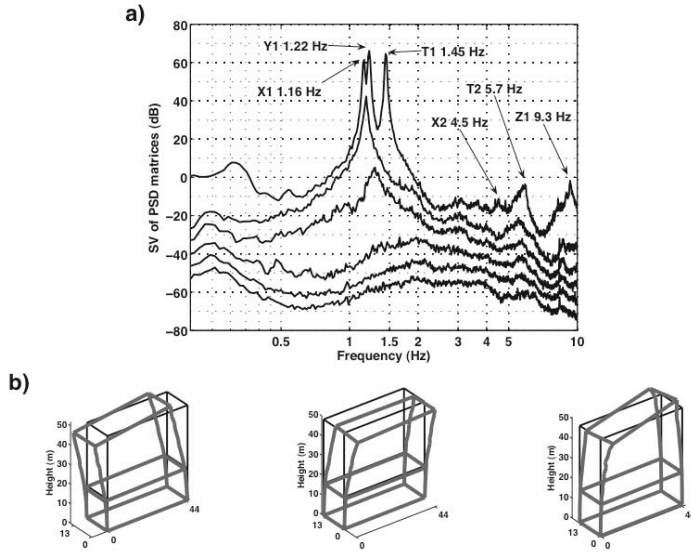 a)
80
60
40
20
0
−20
−40
−60
−80
SV of PSD matrices (dB)
Y1 1.22 Hz
T1 1.45 Hz
X1 1.16 Hz
T2 5.7 Hz
X2 4.5 Hz
Z1 9.3 Hz
0.5 1 1.5 2 3 4 5 10
Frequency (Hz)
b)
Height (m)
50
40
30
20
10
0
13
0 0
44
Height (m)
50
40
30
20
10
0
13
0 0
44
Height (m)
50
40
30
20
10
0
13
0 0
44